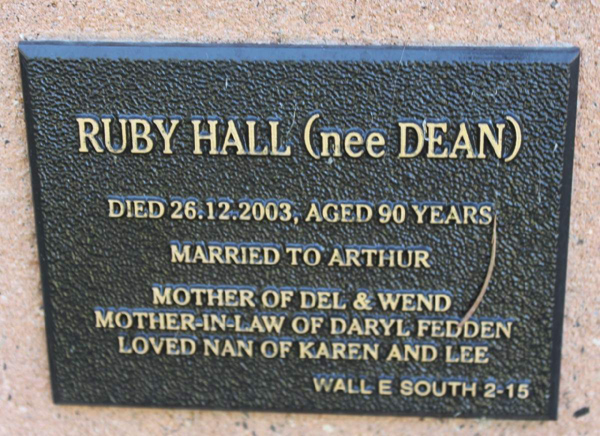 RUBY HALL (nee DEAN)
DIED 26.12.2003, AGED 90 YEARS
MARRIED TO ARTHUR
MOTHER OF DEL & WEND
MOTHER-IN-LAW OF DARYL FEDDEN
LOVED NAN OF KAREN AND LEE
WALL E SOUTH 2-15